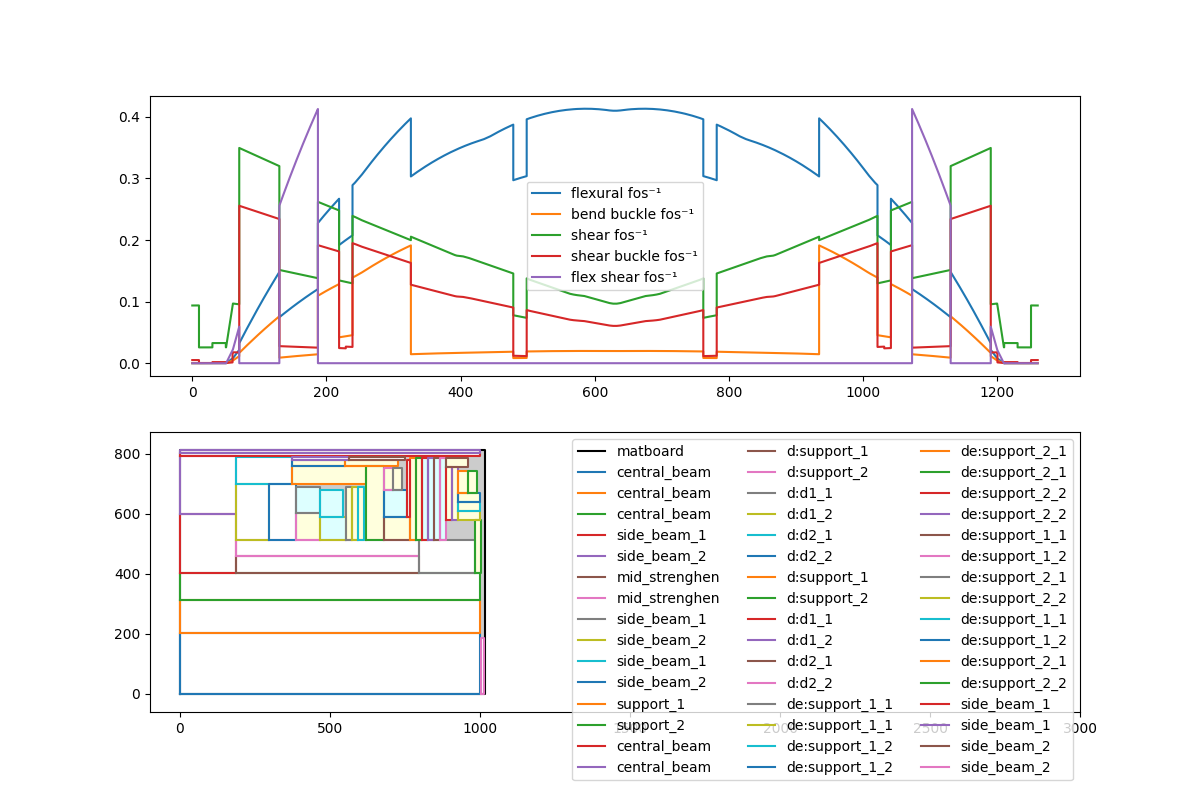 0.4
0.3
0.2
0.1
0.0
flexural fos⁻¹
bend buckle fos⁻¹
shear fos⁻¹
shear buckle fos⁻¹
flex shear fos⁻¹
0 200 400 600 800 1000 1200
800
600
400
200
0
matboard d:support_1 de:support_2_1
central_beam d:support_2 de:support_2_1
central_beam d:d1_1 de:support_2_2
central_beam d:d1_2 de:support_2_2
side_beam_1 d:d2_1 de:support_1_1
side_beam_2 d:d2_2 de:support_1_2
mid_strenghen d:support_1 de:support_2_1
mid_strenghen d:support_2 de:support_2_2
side_beam_1 d:d1_1 de:support_1_1
side_beam_2 d:d1_2 de:support_1_2
side_beam_1 d:d2_1 de:support_2_1
side_beam_2 d:d2_2 de:support_2_2
support_1 de:support_1_1 side_beam_1
support_2 de:support_1_1 side_beam_1
central_beam de:support_1_2 side_beam_2
central_beam de:support_1_2 side_beam_2
0 500 1000 2000 2500 3000